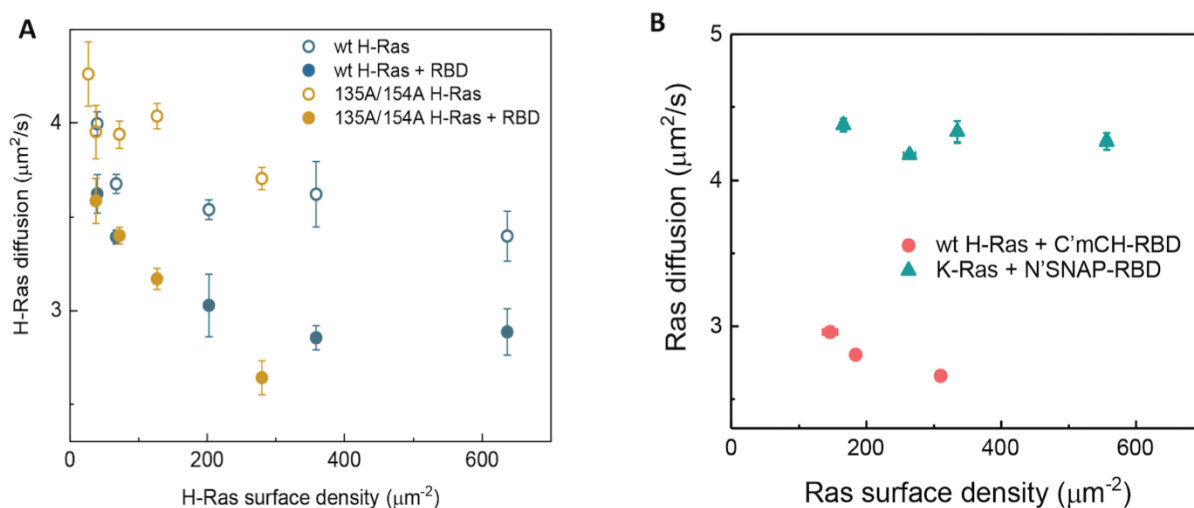 A
wt H-Ras
wt H-Ras + RBD
135A/154A H-Ras
135A/154A H-Ras + RBD
4
3
0
200
400
600
H-Ras diffusion (μm²/s)
H-Ras surface density (μm⁻²)
B
5
4
3
2
0
200
400
600
wt H-Ras + C'mCH-RBD
K-Ras + N'SNAP-RBD
Ras diffusion (μm²/s)
Ras surface density (μm⁻²)